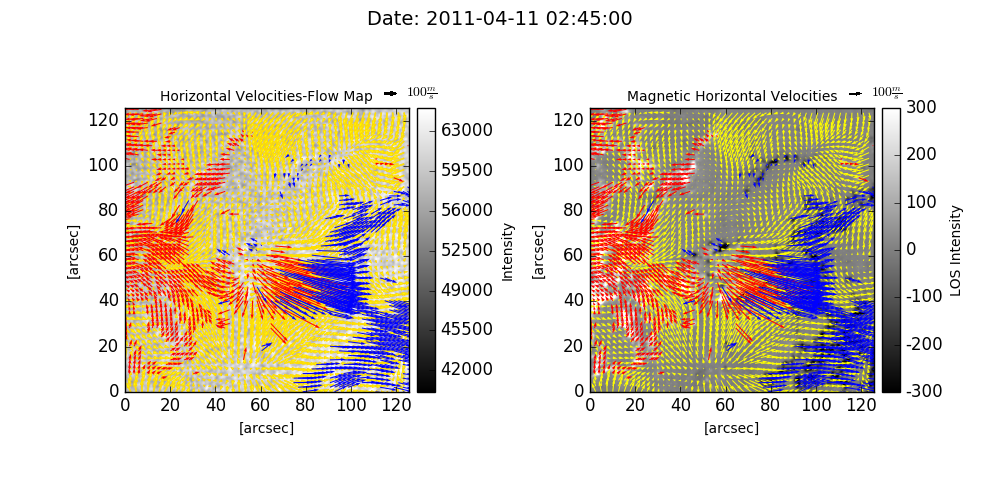 Date: 2011-04-11 02:45:00
Horizontal Velocities-Flow Map
100 m/s
Magnetic Horizontal Velocities
100 m/s
120
100
80
60
40
20
0
[arcsec]
0 20 40 60 80 100 120
[arcsec]
63000
59500
56000
52500
49000
45500
42000
Intensity
120
100
80
60
40
20
0
[arcsec]
0 20 40 60 80 100 120
[arcsec]
300
200
100
0
-100
-200
-300
LOS Intensity